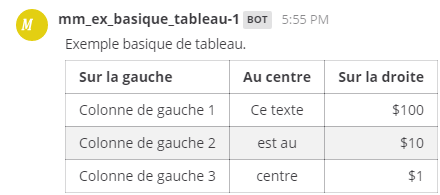 M mm_ex_basique_tableau-1 BOT 5:55 PM
Exemple basique de tableau.
Sur la gauche Au centre Sur la droite
Colonne de gauche 1 Ce texte $100
Colonne de gauche 2 est au $10
Colonne de gauche 3 centre $1